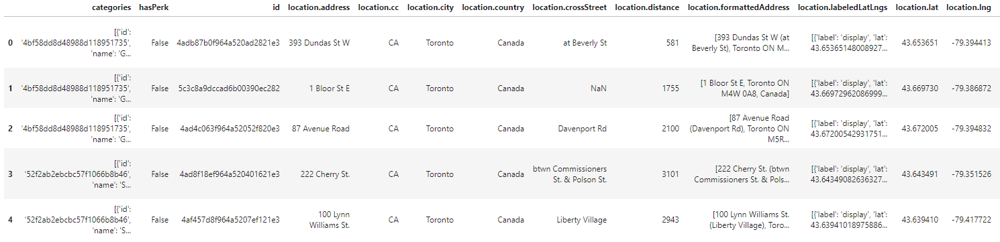 categories hasPerk id location.address location.cc location.city location.country location.crossStreet location.distance location.formattedAddress location.labeledLatLngs location.lat location.lng
[{'id':
0 '4bf58dd8d48988d118951735', False 4adb87b0f964a520ad2821e3 393 Dundas St W CA Toronto Canada at Beverly St 581 [393 Dundas St W (at Beverly St), Toronto ON M... [{'label': 'display', 'lat': 43.65365148008927... 43.653651 -79.394413
'name': 'G...
[{'id':
1 '4bf58dd8d48988d118951735', False 5c3c8a9dccad6b00390ec282 1 Bloor St E CA Toronto Canada NaN 1755 [1 Bloor St E, Toronto ON M4W 0A8, Canada] [{'label': 'display', 'lat': 43.66972962086999... 43.669730 -79.386872
'name': 'G...
[{'id':
2 '4bf58dd8d48988d118951735', False 4ad4c063f964a52052f820e3 87 Avenue Road CA Toronto Canada Davenport Rd 2100 [87 Avenue Road (Davenport Rd), Toronto ON M5R... [{'label': 'display', 'lat': 43.67200542931751... 43.672005 -79.394832
'name': 'G...
[{'id':
3 '52f2ab2ebcbc57f1066b8b46', False 4ad8f18ef964a520401621e3 222 Cherry St. CA Toronto Canada btwn Commissioners St. & Polson St. 3101 [222 Cherry St. (btwn Commissioners St. & Pols... [{'label': 'display', 'lat': 43.64349082636327... 43.643491 -79.351526
'name': 'S...
[{'id':
4 '52f2ab2ebcbc57f1066b8b46', False 4af457d8f964a5207ef121e3 100 Lynn Williams St. CA Toronto Canada Liberty Village 2943 [100 Lynn Williams St. (Liberty Village), Toro... [{'label': 'display', 'lat': 43.63941018975886... 43.639410 -79.417722
'name': 'S...